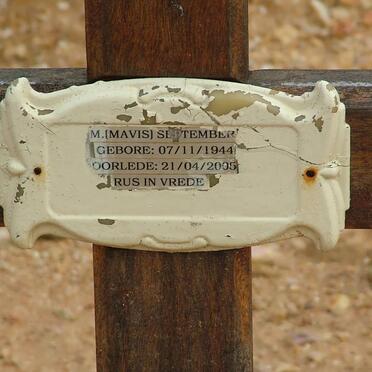 M.[MAVIS] SEPTEMBER
GEBORE: 07/11/1944
OORLEDE: 21/04/2005
RUS IN VREDE